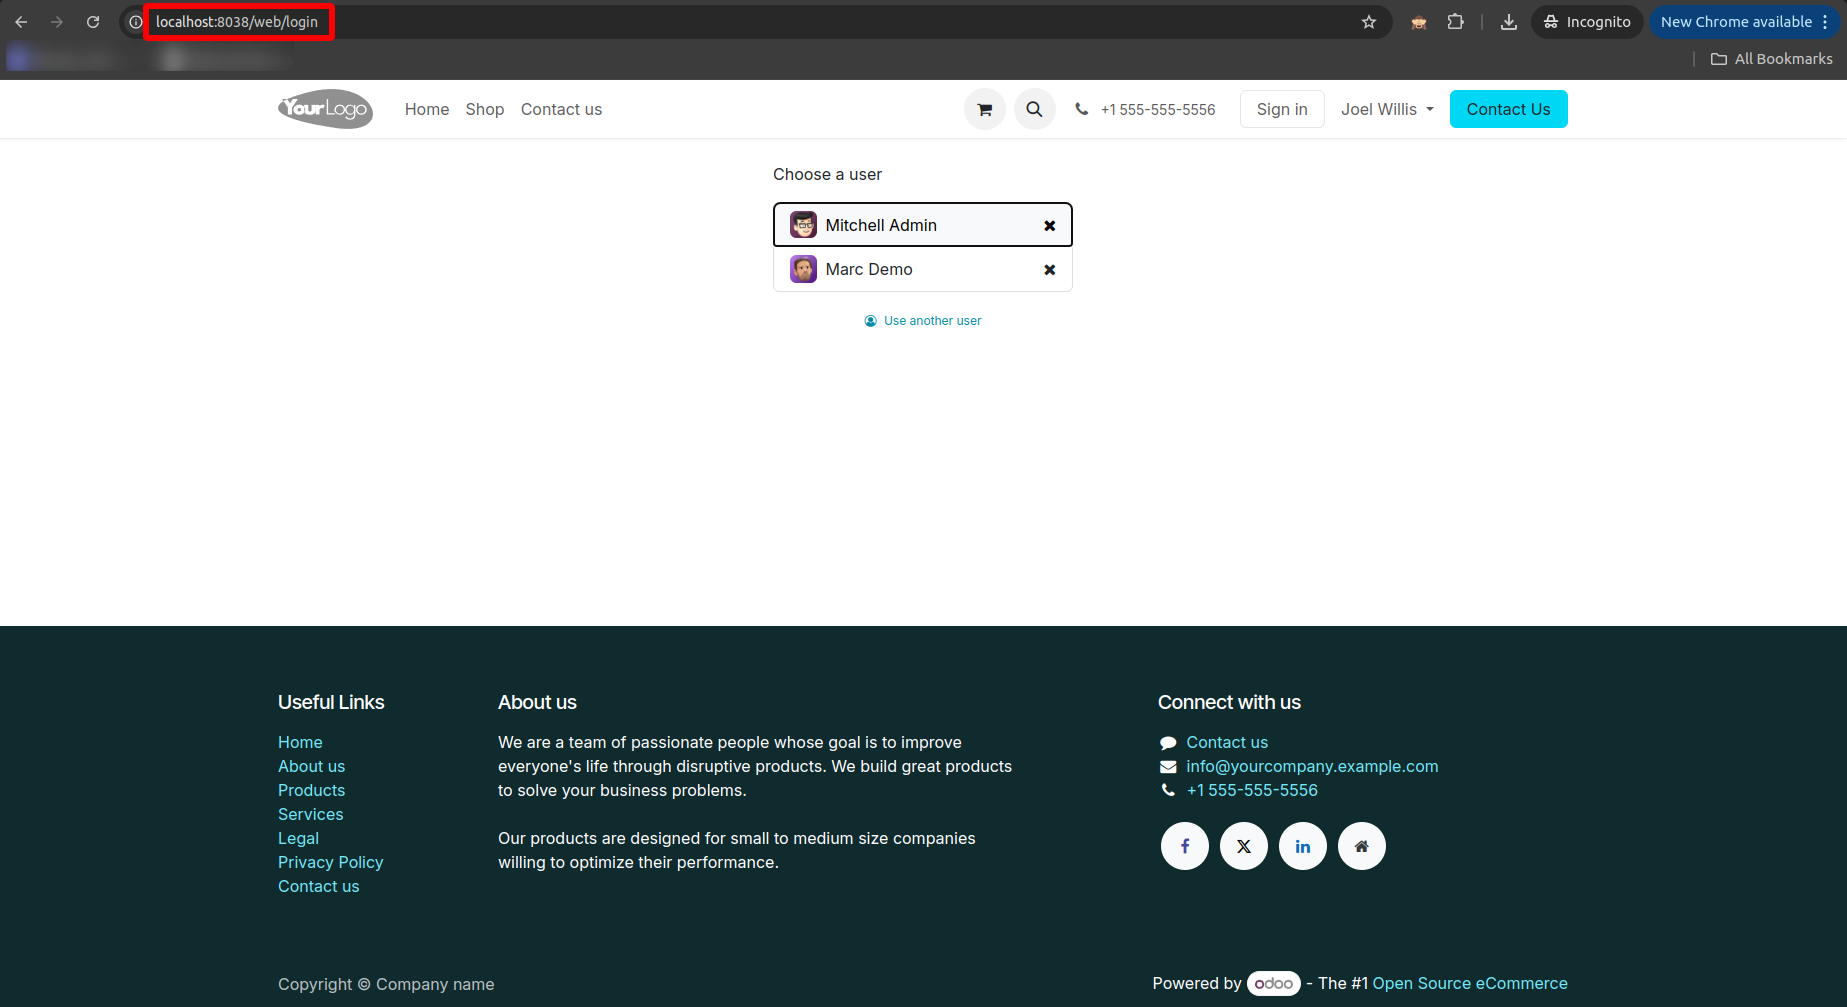 localhost:8038/web/login
Incognito
New Chrome available
All Bookmarks
YourLogo
Home
Shop
Contact us
+1 555-555-5556
Sign in
Joel Willis
Contact Us
Choose a user
Mitchell Admin
Marc Demo
Use another user
Useful Links
Home
About us
Products
Services
Legal
Privacy Policy
Contact us
About us
We are a team of passionate people whose goal is to improve
everyone's life through disruptive products. We build great products
to solve your business problems.
Our products are designed for small to medium size companies
willing to optimize their performance.
Connect with us
Contact us
info@yourcompany.example.com
+1 555-555-5556
Copyright © Company name
Powered by odoo - The #1 Open Source eCommerce